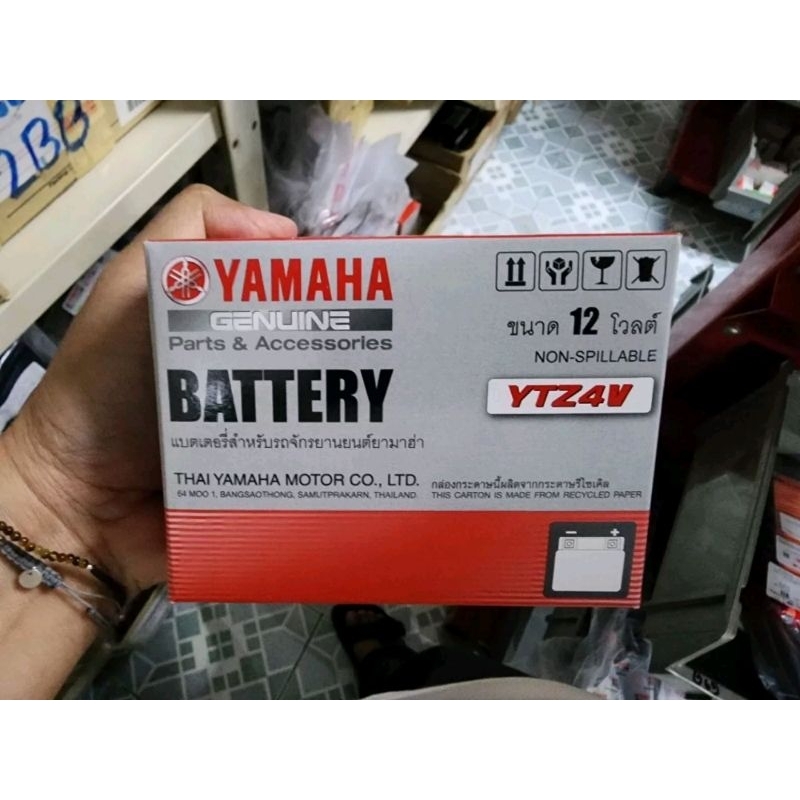 2BB
YAMAHA
GENUINE
Parts & Accessories
BATTERY
แบตเตอรี่สำหรับรถจักรยานยนต์ยามาฮ่า
THAI YAMAHA MOTOR CO., LTD.
64 MOO 1, BANGSAOTHONG, SAMUTPRAKARN, THAILAND.
ขนาด 12 โวลต์
NON-SPILLABLE
YTZ4V
กล่องกระดาษนี้ผลิตจากกระดาษรีไซเคิล
THIS CARTON IS MADE FROM RECYCLED PAPER
- +